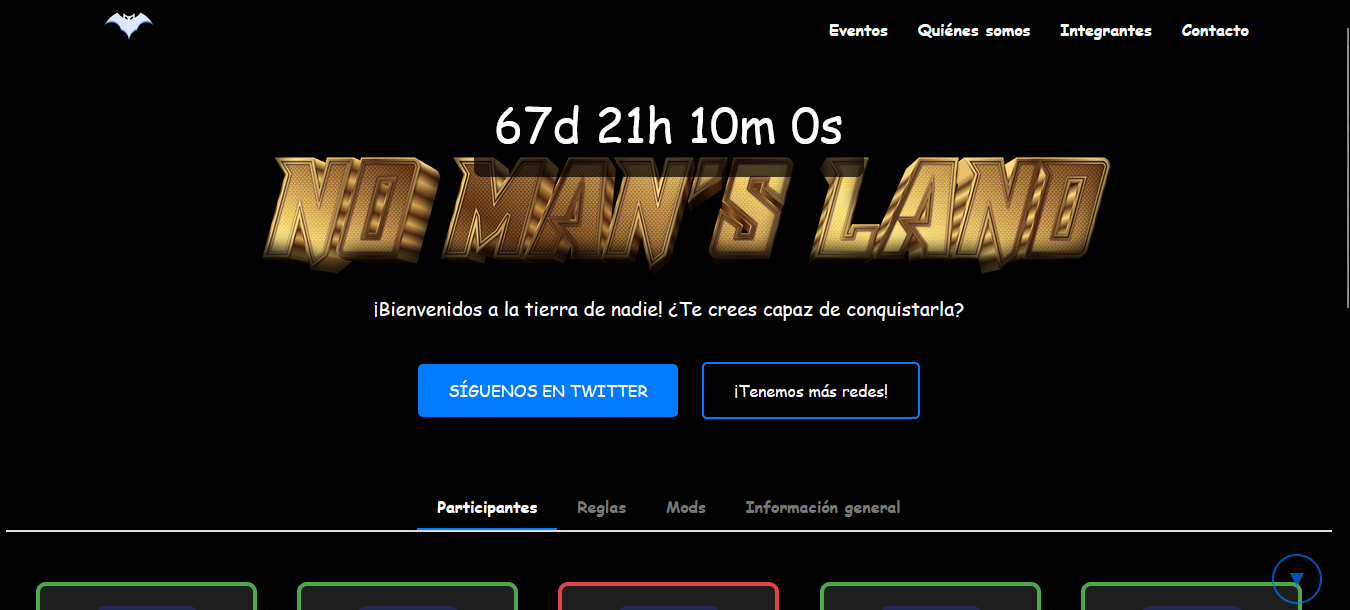 Eventos Quiénes somos Integrantes Contacto
67d 21h 10m 0s
NO MAN'S LAND
¡Bienvenidos a la tierra de nadie! ¿Te crees capaz de conquistarla?
SÍGUENOS EN TWITTER ¡Tenemos más redes!
Participantes Reglas Mods Información general